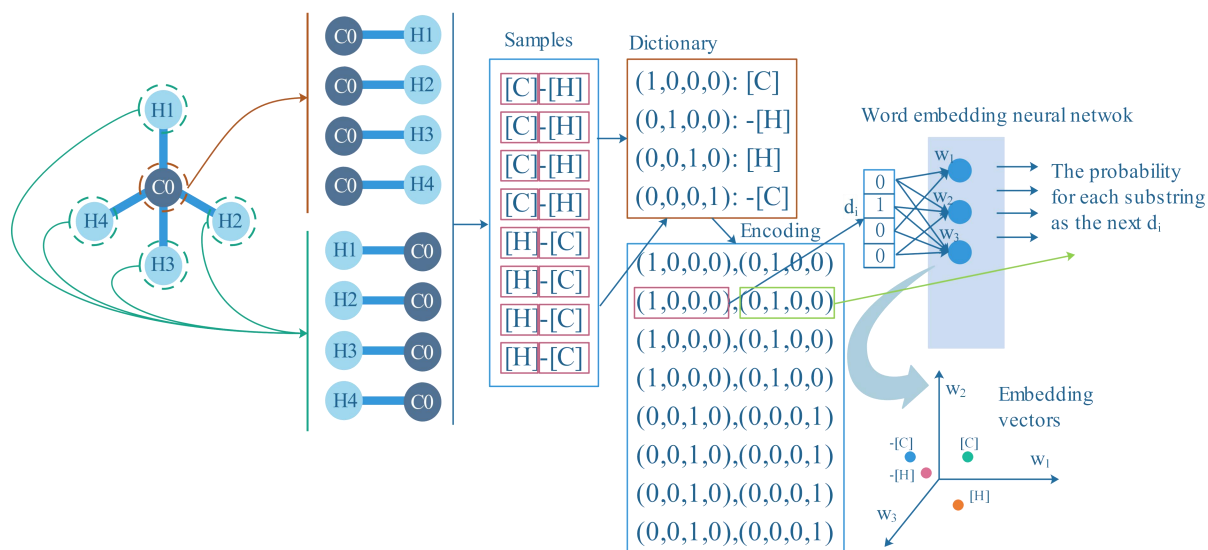 H1
C0
H4
H2
H3
C0 H1
C0 H2
C0 H3
C0 H4
H1 C0
H2 C0
H3 C0
H4 C0
Samples
[C]-[H]
[C]-[H]
[C]-[H]
[C]-[H]
[H]-[C]
[H]-[C]
[H]-[C]
[H]-[C]
Dictionary
(1,0,0,0): [C]
(0,1,0,0): -[H]
(0,0,1,0): [H]
(0,0,0,1): -[C]
Encoding
(1,0,0,0),(0,1,0,0)
(1,0,0,0),(0,1,0,0)
(1,0,0,0),(0,1,0,0)
(1,0,0,0),(0,1,0,0)
(0,0,1,0),(0,0,0,1)
(0,0,1,0),(0,0,0,1)
(0,0,1,0),(0,0,0,1)
(0,0,1,0),(0,0,0,1)
Word embedding neural netwok
di
0
1
0
0
w1
w2
w3
The probability
for each substring
as the next di
Embedding
vectors
w2
w1
w3
-[C]
[C]
-[H]
[H]